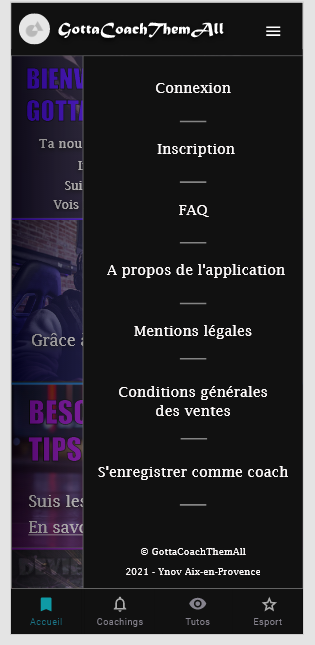 GottaCoachThemAll
BIENV
GOTTA
Connexion
Ta nou
Inscription
Sui
Vois
FAQ
A propos de l'application
Grâce à
Mentions légales
BESO
TIPS
Conditions générales
des ventes
S'enregistrer comme coach
Suis les
En savo
© GottaCoachThemAll
DEVIE
2021 - Ynov Aix-en-Provence
Accueil
Coachings
Tutos
Esport